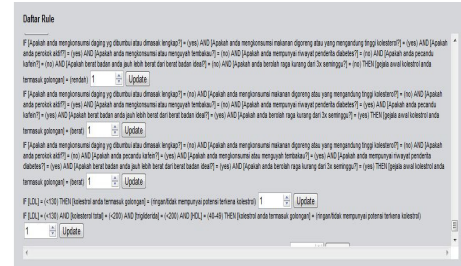 Daftar Rule
IF [Apakah anda mengkonsumsi daging yg dibumbui atau dimasak lengkap?] = (yes) AND [Apakah anda mengkonsumsi makanan digoreng atau yang mengandung tinggi kolesterol?] = (yes) AND [Apakah
anda perokok aktif?] = (yes) AND [Apakah anda mengkonsumsi atau menguyah tembakau?] = (no) AND [Apakah anda mempunyai riwayat penderita diabetes?] = (no) AND [Apakah anda pecandu
kafein?] = (no) AND [Apakah berat badan anda jauh lebih berat dari berat badan ideal?] = (no) AND [Apakah anda berolah raga kurang dari 3x seminggu?] = (no) THEN [gejala awal kolestrol anda
termasuk golongan] = (rendah) 1 Update
IF [Apakah anda mengkonsumsi daging yg dibumbui atau dimasak lengkap?] = (yes) AND [Apakah anda mengkonsumsi makanan digoreng atau yang mengandung tinggi kolesterol?] = (no) AND [Apakah
anda perokok aktif?] = (yes) AND [Apakah anda mengkonsumsi atau menguyah tembakau?] = (no) AND [Apakah anda mempunyai riwayat penderita diabetes?] = (yes) AND [Apakah anda pecandu
kafein?] = (yes) AND [Apakah berat badan anda jauh lebih berat dari berat badan ideal?] = (yes) AND [Apakah anda berolah raga kurang dari 3x seminggu?] = (yes) THEN [gejala awal kolestrol anda
termasuk golongan] = (berat) 1 Update
IF [Apakah anda mengkonsumsi daging yg dibumbui atau dimasak lengkap?] = (yes) AND [Apakah anda mengkonsumsi makanan digoreng atau yang mengandung tinggi kolesterol?] = (no) AND [Apakah
anda perokok aktif?] = (yes) AND [Apakah anda pecandu kafein?] = (yes) AND [Apakah anda mengkonsumsi atau menguyah tembakau?] = (yes) AND [Apakah anda mempunyai riwayat penderita
diabetes?] = (yes) AND [Apakah berat badan anda jauh lebih berat dari berat badan ideal?] = (yes) AND [Apakah anda berolah raga kurang dari 3x seminggu?] = (yes) THEN [gejala awal kolestrol anda
termasuk golongan] = (berat) 1 Update
IF [LDL] = (<130) THEN [kolestrol anda termasuk golongan] = (ringan/tidak mempunyai potensi terkena kolestrol) 1 Update
IF [LDL] = (<130) AND [kolesterol total] = (<200) AND [trigliderida] = (<200) AND [HDL] = (40-49) THEN [kolestrol anda termasuk golongan] = (ringan/tidak mempunyai potensi terkena kolestrol)
1 Update